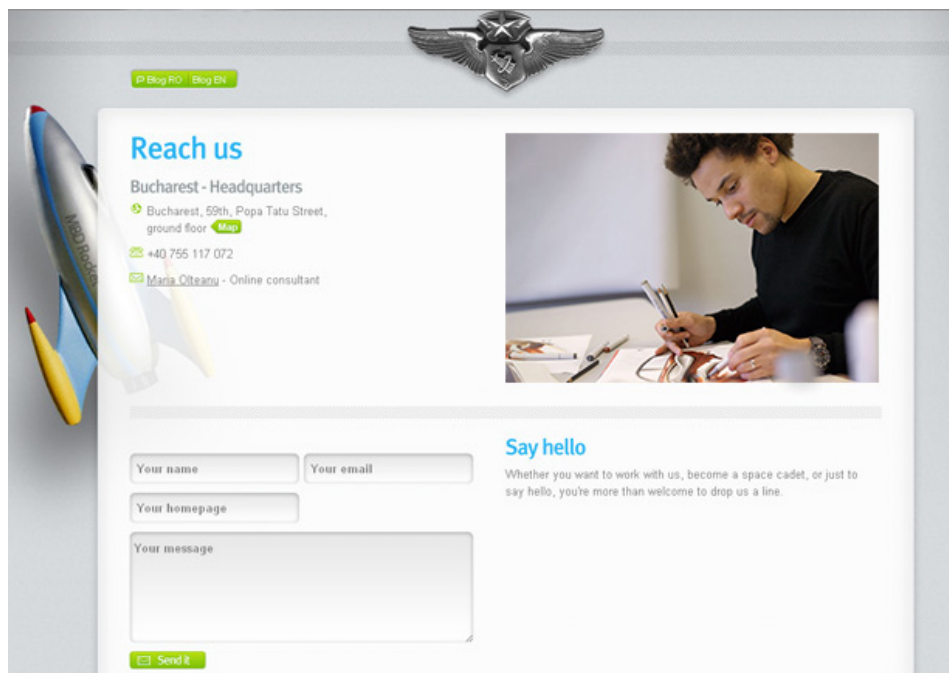 Blog RO Blog EN
Reach us
Bucharest - Headquarters
Bucharest, 59th, Popa Tatu Street,
ground floor Map
+40 755 117 072
Maria Olteanu - Online consultant
MBD Rocket
Your name Your email
Your homepage
Your message
Send it
Say hello
Whether you want to work with us, become a space cadet, or just to
say hello, you're more than welcome to drop us a line.